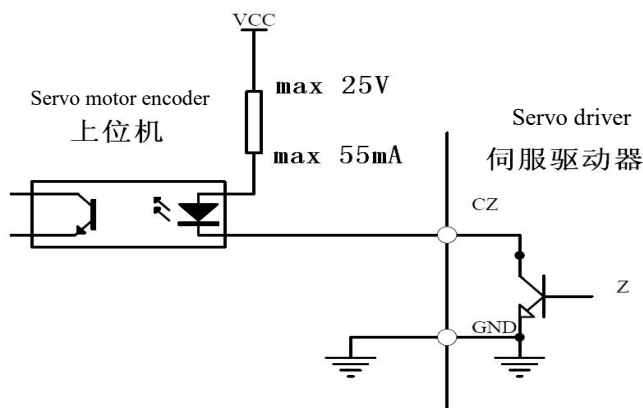 VCC
max 25V
Servo motor encoder
上位机
max 55mA
Servo driver
伺服驱动器
CZ
Z
GND